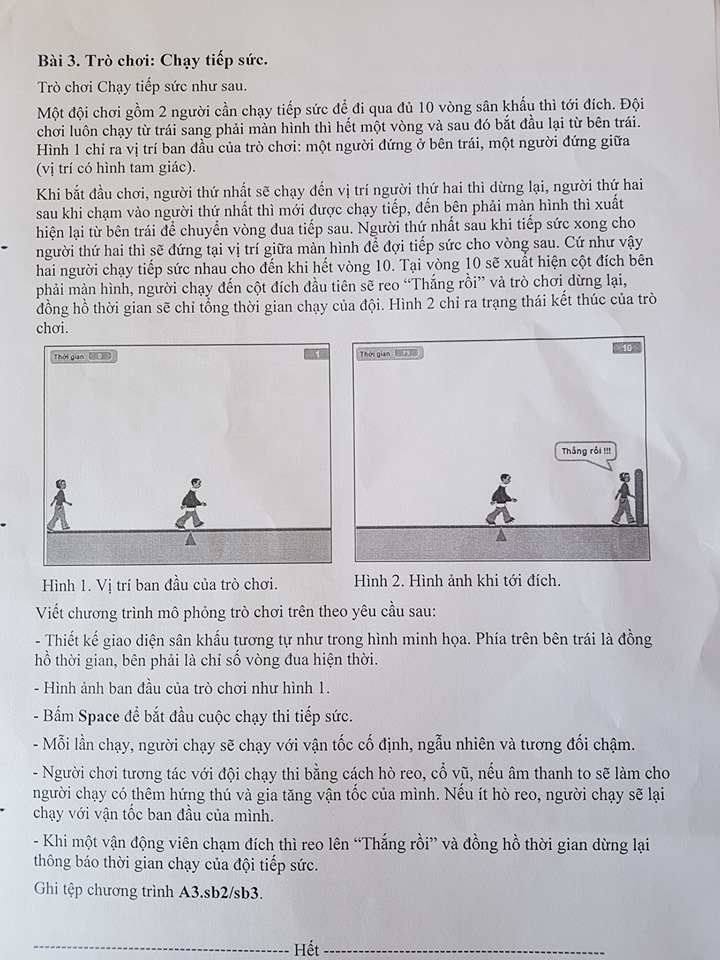 Bài 3. Trò chơi: Chạy tiếp sức.
Trò chơi Chạy tiếp sức như sau.
Một đội chơi gồm 2 người cần chạy tiếp sức để đi qua đủ 10 vòng sân khấu thì tới đích. Đội
chơi luôn chạy từ trái sang phải màn hình thì hết một vòng và sau đó bắt đầu lại từ bên trái.
Hình 1 chỉ ra vị trí ban đầu của trò chơi: một người đứng ở bên trái, một người đứng giữa
(vị trí có hình tam giác).
Khi bắt đầu chơi, người thứ nhất sẽ chạy đến vị trí người thứ hai thì dừng lại, người thứ hai
sau khi chạm vào người thứ nhất thì mới được chạy tiếp, đến bên phải màn hình thì xuất
hiện lại từ bên trái để chuyển vòng đua tiếp sau. Người thứ nhất sau khi tiếp sức xong cho
người thứ hai thì sẽ đứng tại vị trí giữa màn hình để đợi tiếp sức cho vòng sau. Cứ như vậy
hai người chạy tiếp sức nhau cho đến khi hết vòng 10. Tại vòng 10 sẽ xuất hiện cột đích bên
phải màn hình, người chạy đến cột đích đầu tiên sẽ reo “Thắng rồi” và trò chơi dừng lại,
đồng hồ thời gian sẽ chỉ tổng thời gian chạy của đội. Hình 2 chỉ ra trạng thái kết thúc của trò
chơi.
Thời gian
1
Thời gian
10
Thắng rồi !!!
Hình 1. Vị trí ban đầu của trò chơi.
Hình 2. Hình ảnh khi tới đích.
Viết chương trình mô phỏng trò chơi trên theo yêu cầu sau:
- Thiết kế giao diện sân khấu tương tự như trong hình minh họa. Phía trên bên trái là đồng
hồ thời gian, bên phải là chỉ số vòng đua hiện thời.
- Hình ảnh ban đầu của trò chơi như hình 1.
- Bấm Space để bắt đầu cuộc chạy thi tiếp sức.
- Mỗi lần chạy, người chạy sẽ chạy với vận tốc cố định, ngẫu nhiên và tương đối chậm.
- Người chơi tương tác với đội chạy thi bằng cách hò reo, cổ vũ, nếu âm thanh to sẽ làm cho
người chạy có thêm hứng thú và gia tăng vận tốc của mình. Nếu ít hò reo, người chạy sẽ lại
chạy với vận tốc ban đầu của mình.
- Khi một vận động viên chạm đích thì reo lên “Thắng rồi” và đồng hồ thời gian dừng lại
thông báo thời gian chạy của đội tiếp sức.
Ghi tệp chương trình A3.sb2/sb3.
---------------------------------------- Hết ----------------------------------------